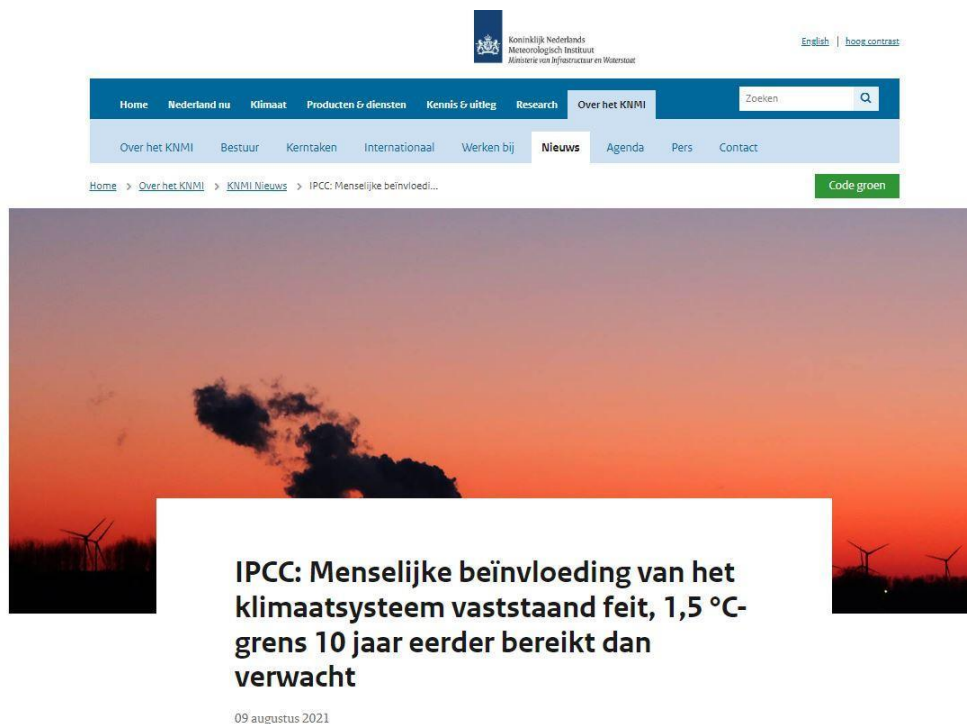 Koninklijk Nederlands
Meteorologisch Instituut
Ministerie van Infrastructuur en Waterstaat
English | hoog contrast
Home Nederland nu Klimaat Producten & diensten Kennis & uitleg Research Over het KNMI
Zoeken
Over het KNMI Bestuur Kerntaken Internationaal Werken bij Nieuws Agenda Pers Contact
Home > Over het KNMI > KNMI Nieuws > IPCC: Menselijke beïnvloedi...
Code groen
IPCC: Menselijke beïnvloeding van het
klimaatsysteem vaststaand feit, 1,5 °C-
grens 10 jaar eerder bereikt dan
verwacht
09 augustus 2021